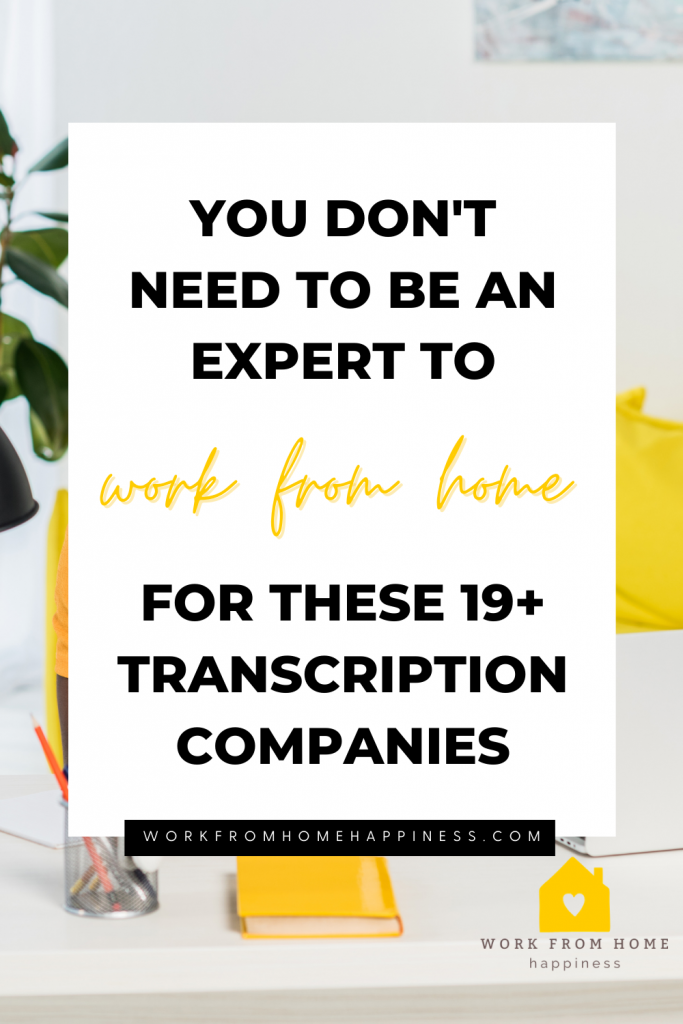 YOU DON'T
NEED TO BE AN
EXPERT TO
work from home
FOR THESE 19+
TRANSCRIPTION
COMPANIES
WORKFROMHOMEHAPPINESS.COM
WORK FROM HOME
happiness